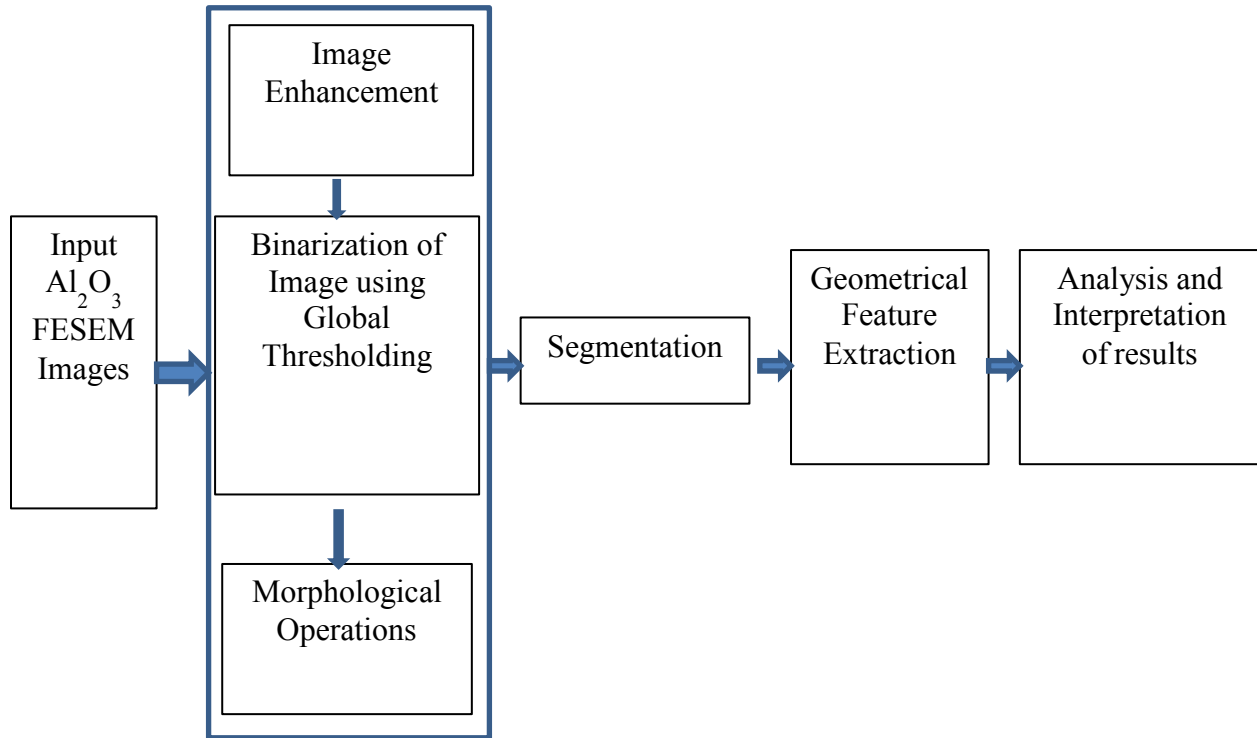 Input
Al2O3
FESEM
Images
Image
Enhancement
Binarization of
Image using
Global
Thresholding
Morphological
Operations
Segmentation
Geometrical
Feature
Extraction
Analysis and
Interpretation
of results